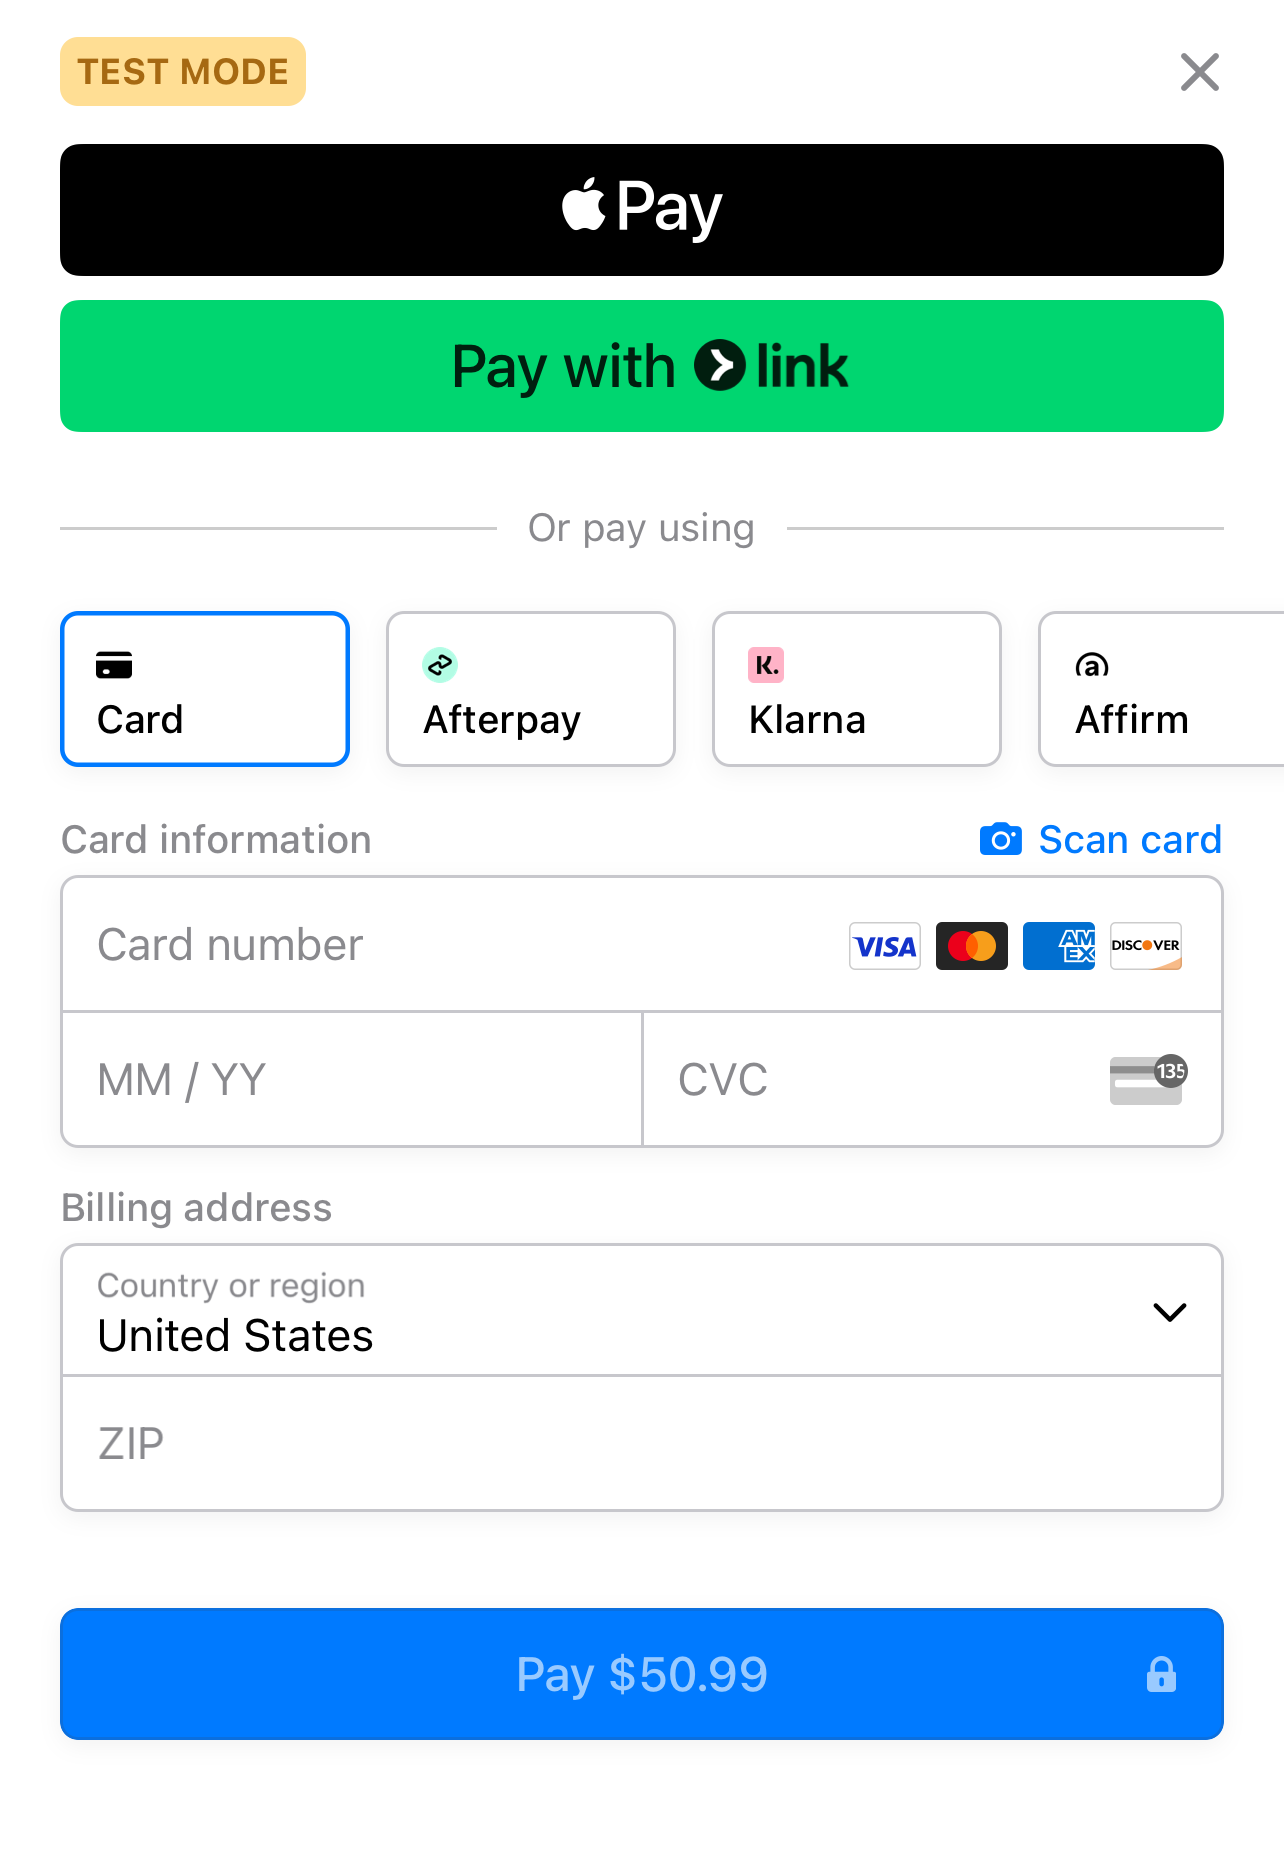 TEST MODE
Pay
Pay with link
Or pay using
Card
K.
Afterpay
Klarna
a
Affirm
Card information
Scan card
Card number
VISA
AM
EX
DISCOVER
MM / YY
CVC
135
Billing address
Country or region
United States
ZIP
Pay $50.99